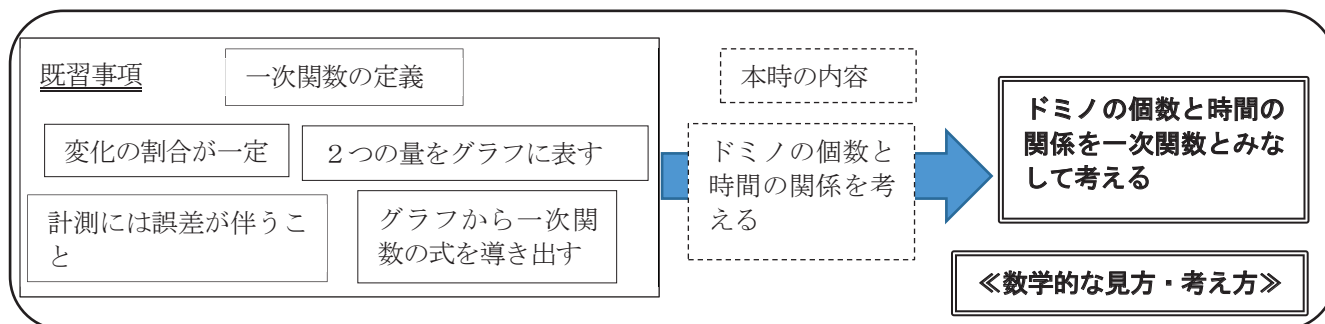 既習事項
一次関数の定義
変化の割合が一定
２つの量をグラフに表す
計測には誤差が伴うこ
と
グラフから一次関
数の式を導き出す
本時の内容
ドミノの個数と
時間の関係を考
える
ドミノの個数と時間の
関係を一次関数とみな
して考える
≪数学的な見方・考え方≫